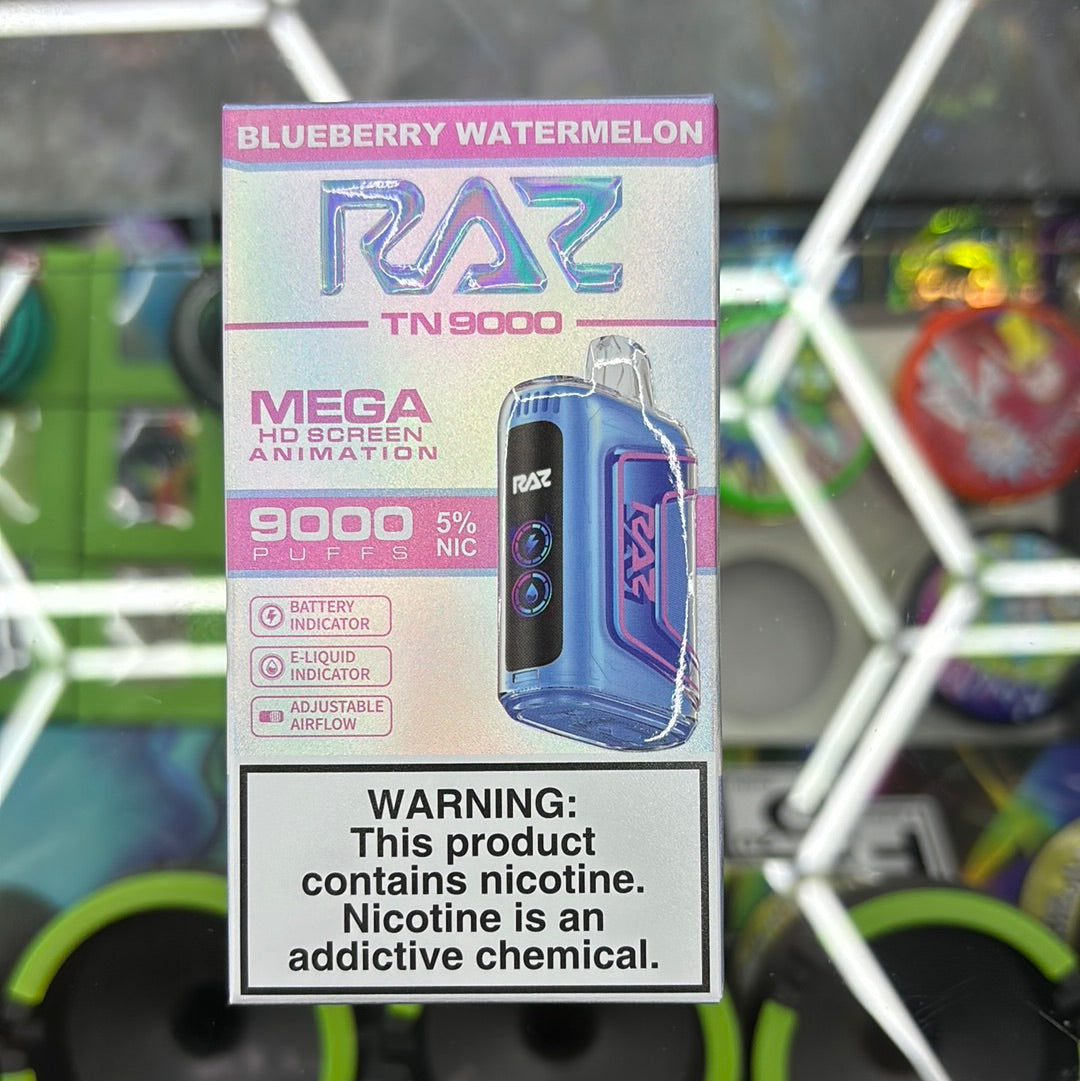 BLUEBERRY WATERMELON
RAZ
TN9000
MEGA
HD SCREEN
ANIMATION
RAZ
RAZ
9000
PUFFS
5%
NIC
BATTERY
INDICATOR
E-LIQUID
INDICATOR
ADJUSTABLE
AIRFLOW
WARNING:
This product
contains nicotine.
Nicotine is an
addictive chemical.